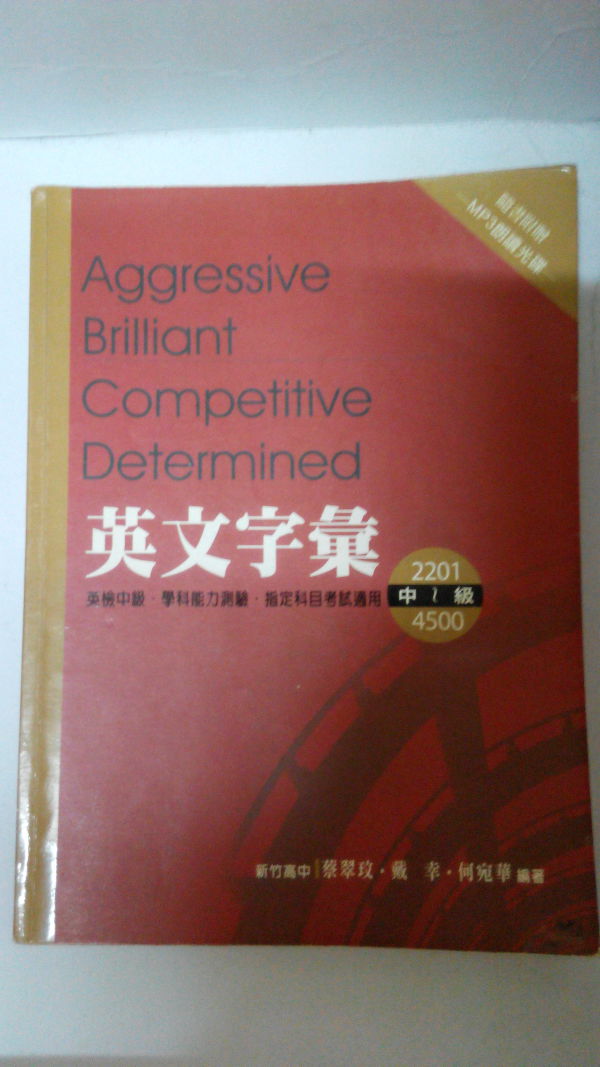 隨書附贈
MP3朗讀光碟
Aggressive
Brilliant
Competitive
Determined
英文字彙
英檢中級·學科能力測驗·指定科目考試適用
2201
中~級
4500
新竹高中 蔡翠玟·戴 幸·何宛華 編著